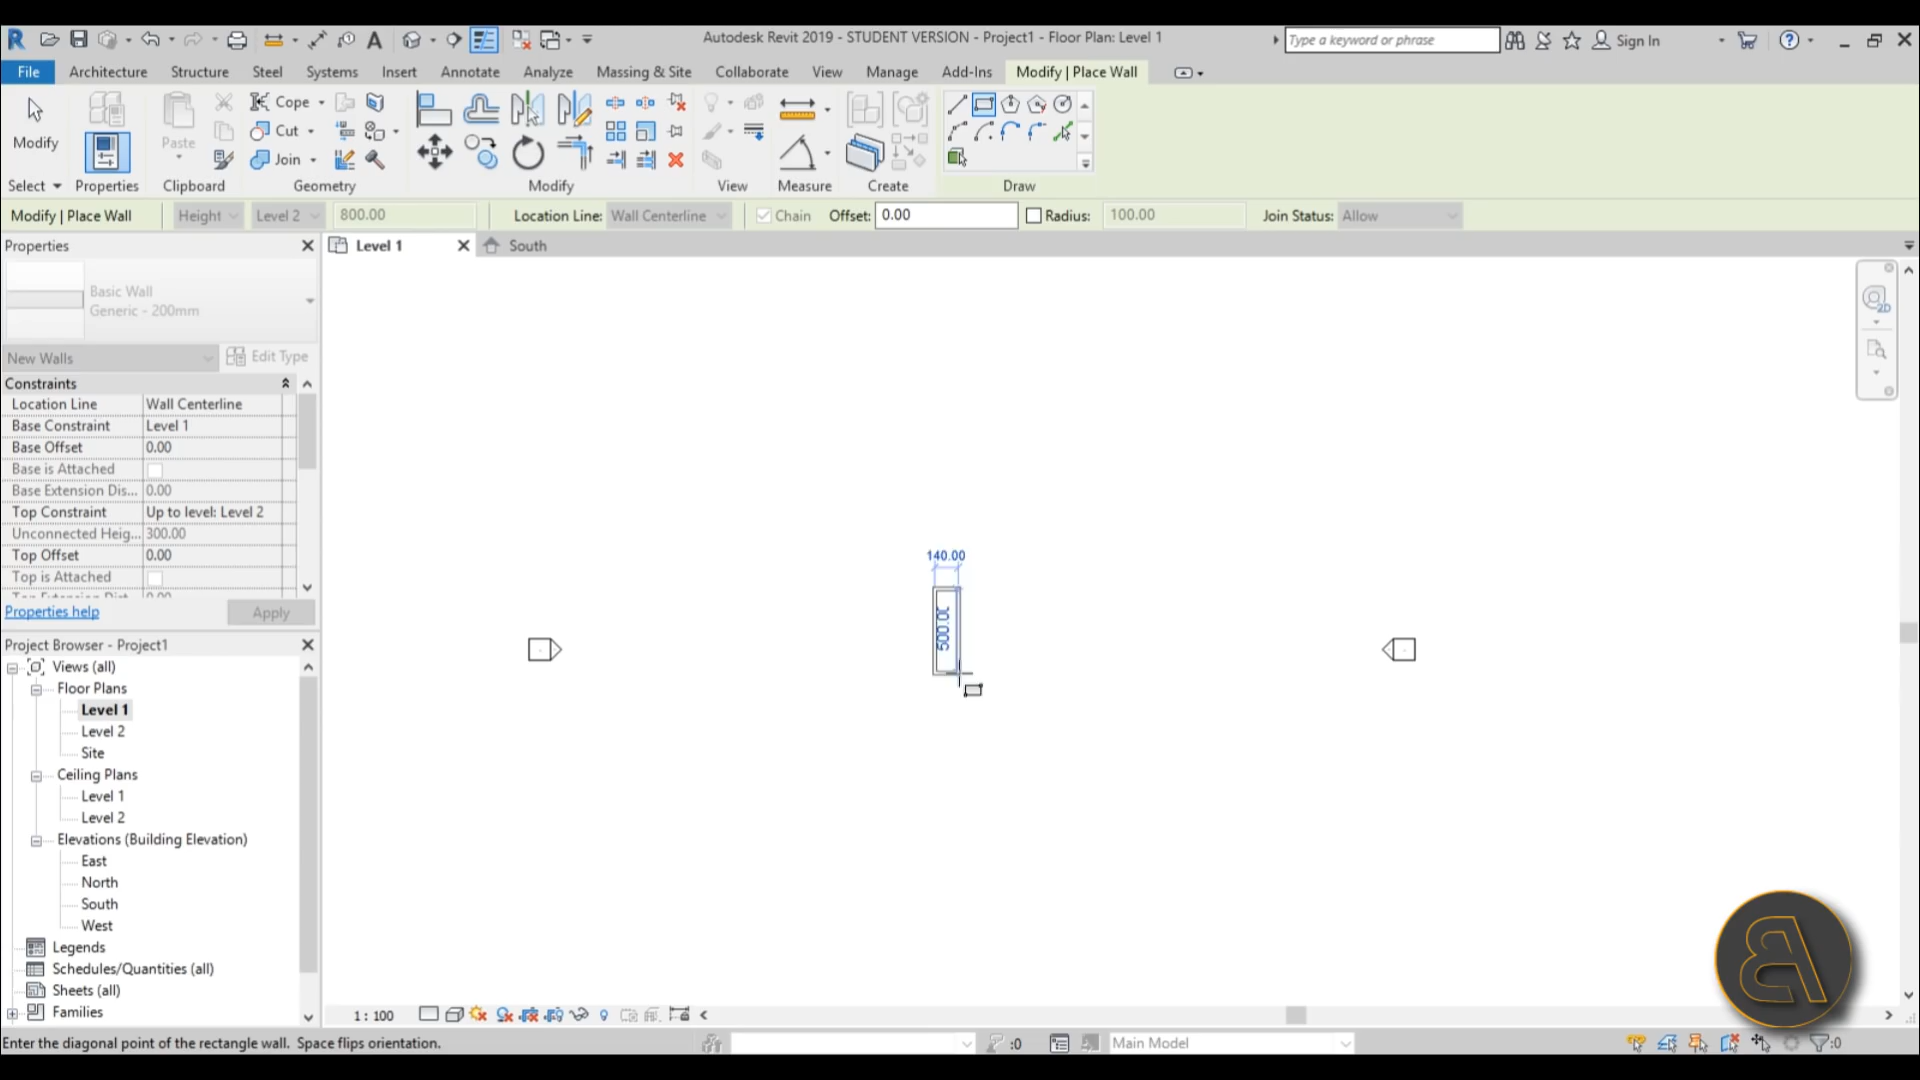 Autodesk Revit 2019 - STUDENT VERSION - Project1 - Floor Plan: Level 1
Type a keyword or phrase
Sign In
File Architecture Structure Steel Systems Insert Annotate Analyze Massing & Site Collaborate View Manage Add-Ins Modify | Place Wall
Modify
Paste
Cope
Cut
Join
Select Properties Clipboard Geometry Modify View Measure Create Draw
Modify | Place Wall Height Level 2 800.00 Location Line: Wall Centerline Chain Offset: 0.00 Radius: 100.00 Join Status: Allow
Properties
Level 1
South
2D
Basic Wall
Generic - 200mm
New Walls
Edit Type
Constraints
Location Line Wall Centerline
Base Constraint Level 1
Base Offset 0.00
Base is Attached
Base Extension Dis... 0.00
Top Constraint Up to level: Level 2
Unconnected Heig... 300.00
Top Offset 0.00
Top is Attached
Properties help
Apply
140.00
Project Browser - Project1
Views (all)
Floor Plans
Level 1
Level 2
Site
Ceiling Plans
Level 1
Level 2
Elevations (Building Elevation)
East
North
South
West
Legends
Schedules/Quantities (all)
Sheets (all)
Families
1 : 100
Enter the diagonal point of the rectangle wall. Space flips orientation.
:0
Main Model
:0